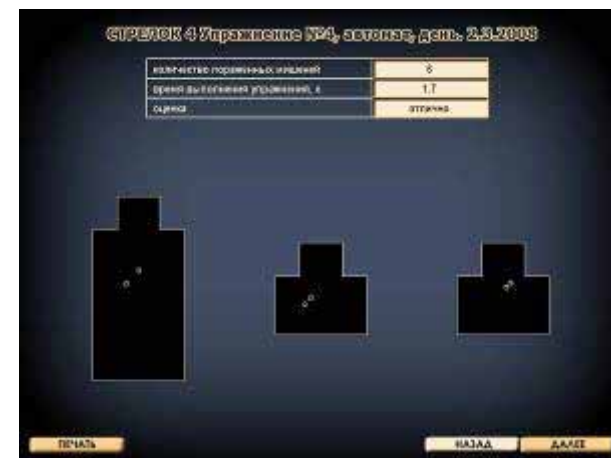 СТРЕЛОК 4 Упражнение №4, автомат, день. 2.3.2008
количество пораженных мишеней 6
время выполнения упражнения, с 1.7
оценка отлично
ПЕЧАТЬ НАЗАД ДАЛЕЕ